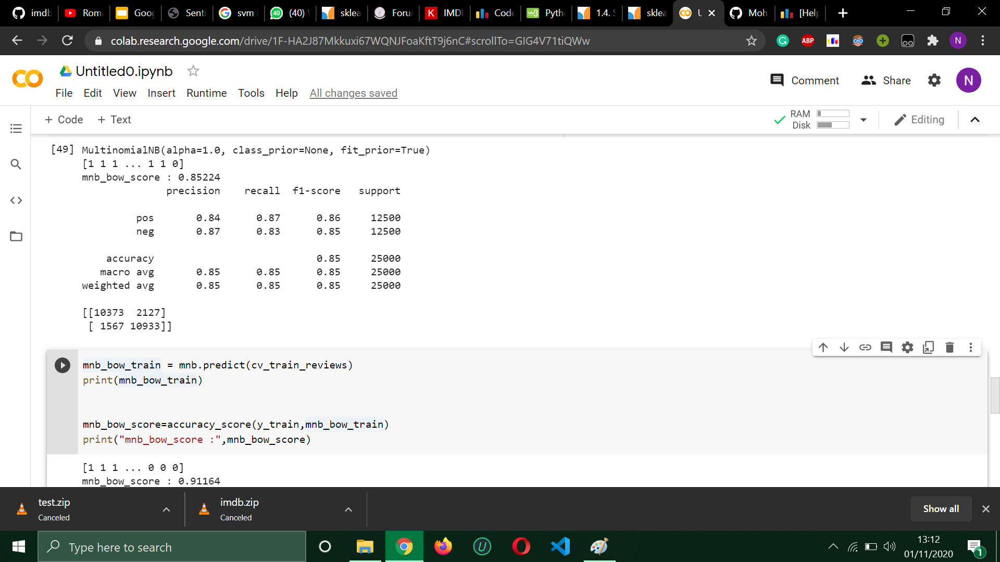 imdb
Roma
Goog
Senti
svm i
(40)
sklea
Foru
IMD
Code
Pyth
1.4. S
sklea
U
Moh
[Help
colab.research.google.com/drive/1F-HA2J87Mkkuxi67WQNJFoaKftT9j6nC#scrollTo=GIG4V71tiQWw
ABP
N
Untitled0.ipynb
Comment
Share
N
File Edit View Insert Runtime Tools Help All changes saved
+ Code + Text
RAM
Disk
Editing
[49] MultinomialNB(alpha=1.0, class_prior=None, fit_prior=True)
[1 1 1 ... 1 1 0]
mnb_bow_score : 0.85224
precision recall f1-score support
pos 0.84 0.87 0.86 12500
neg 0.87 0.83 0.85 12500
accuracy 0.85 25000
macro avg 0.85 0.85 0.85 25000
weighted avg 0.85 0.85 0.85 25000
[[10373 2127]
[ 1567 10933]]
mnb_bow_train = mnb.predict(cv_train_reviews)
print(mnb_bow_train)
mnb_bow_score=accuracy_score(y_train,mnb_bow_train)
print("mnb_bow_score :",mnb_bow_score)
[1 1 1 ... 0 0 0]
mnb_bow_score : 0.91164
test.zip
Canceled
imdb.zip
Canceled
Show all
Type here to search
13:12
01/11/2020
1